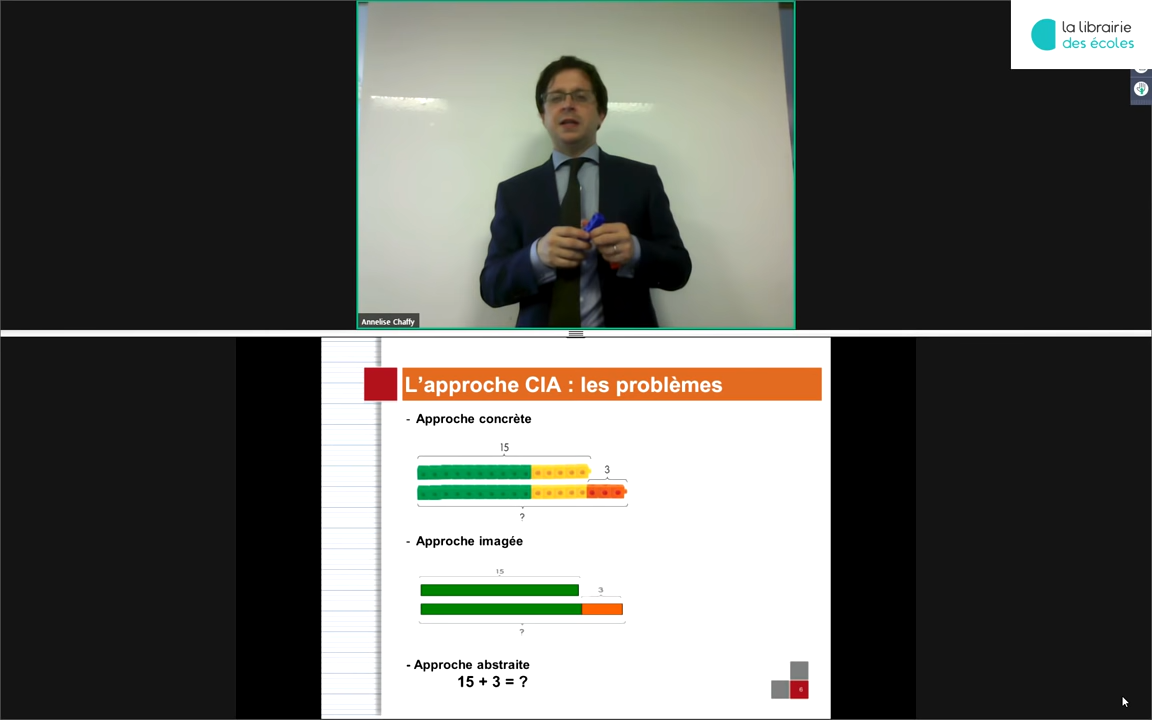 la librairie
des écoles
Annelise Chaffy
L'approche CIA : les problèmes
- Approche concrète
15
3
?
- Approche imagée
15
3
?
- Approche abstraite
15 + 3 = ?
6